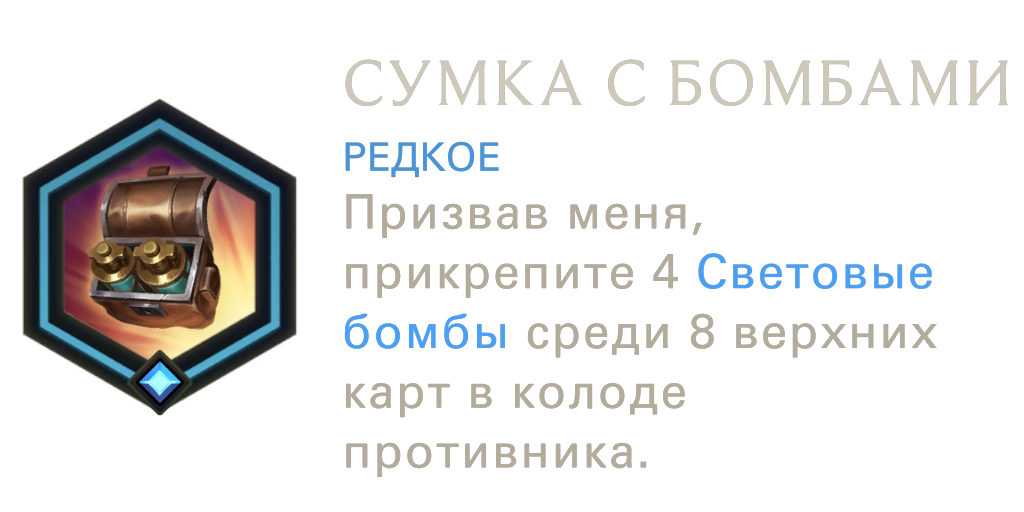 СУМКА С БОМБАМИ
РЕДКОЕ
Призвав меня,
прикрепите 4 Световые
бомбы среди 8 верхних
карт в колоде
противника.